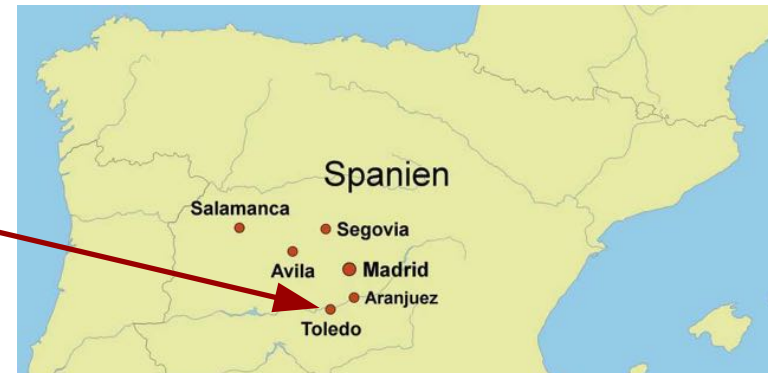 Spanien
Salamanca
Segovia
Avila
Madrid
Aranjuez
Toledo